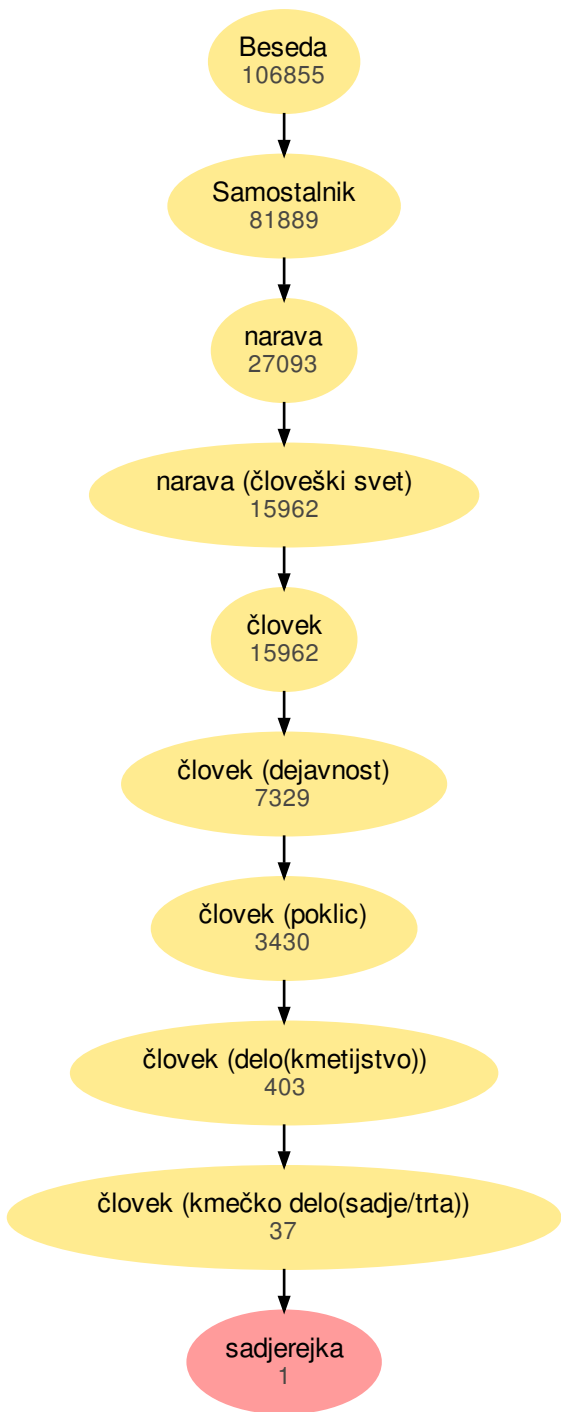 Beseda
106855
Samostalnik
81889
narava
27093
narava (človeški svet)
15962
človek
15962
človek (dejavnost)
7329
človek (poklic)
3430
človek (delo(kmetijstvo))
403
človek (kmečko delo(sadje/trta))
37
sadjerejka
1